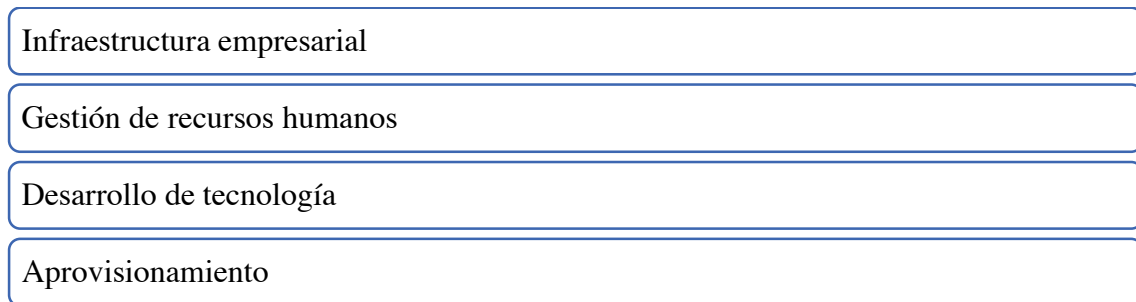 Infraestructura empresarial
Gestión de recursos humanos
Desarrollo de tecnología
Aprovisionamiento